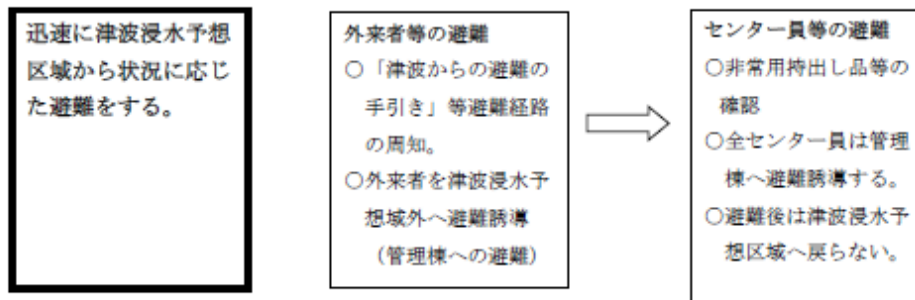 迅速に津波浸水予想
区域から状況に応じ
た避難をする。
外来者等の避難
○「津波からの避難の
手引き」等避難経路
の周知。
○外来者を津波浸水予
想域外へ避難誘導
（管理棟への避難）
センター員等の避難
○非常用持出し品等の
確認
○全センター員は管理
棟へ避難誘導する。
○避難後は津波浸水予
想区域へ戻らない。